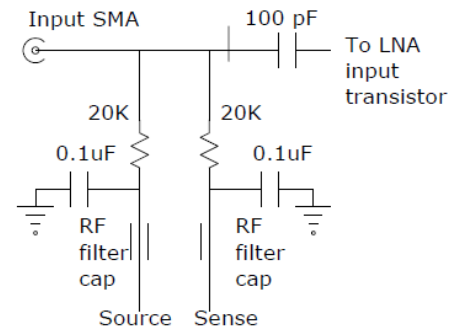 Input SMA
100 pF
To LNA
input
transistor
20K
20K
0.1uF
0.1uF
RF
filter
cap
RF
filter
cap
Source
Sense